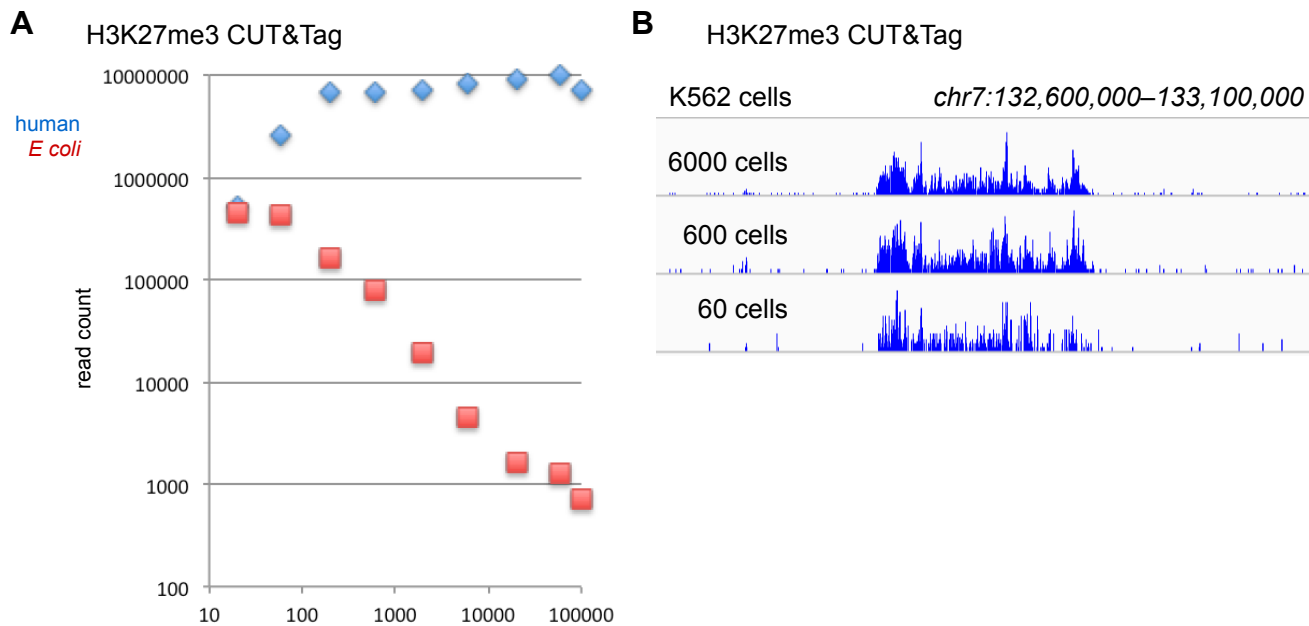 A
H3K27me3 CUT&Tag
human
E coli
read count
10000000
1000000
100000
10000
1000
100
10
100
1000
10000
100000
B
H3K27me3 CUT&Tag
K562 cells
chr7:132,600,000–133,100,000
6000 cells
600 cells
60 cells